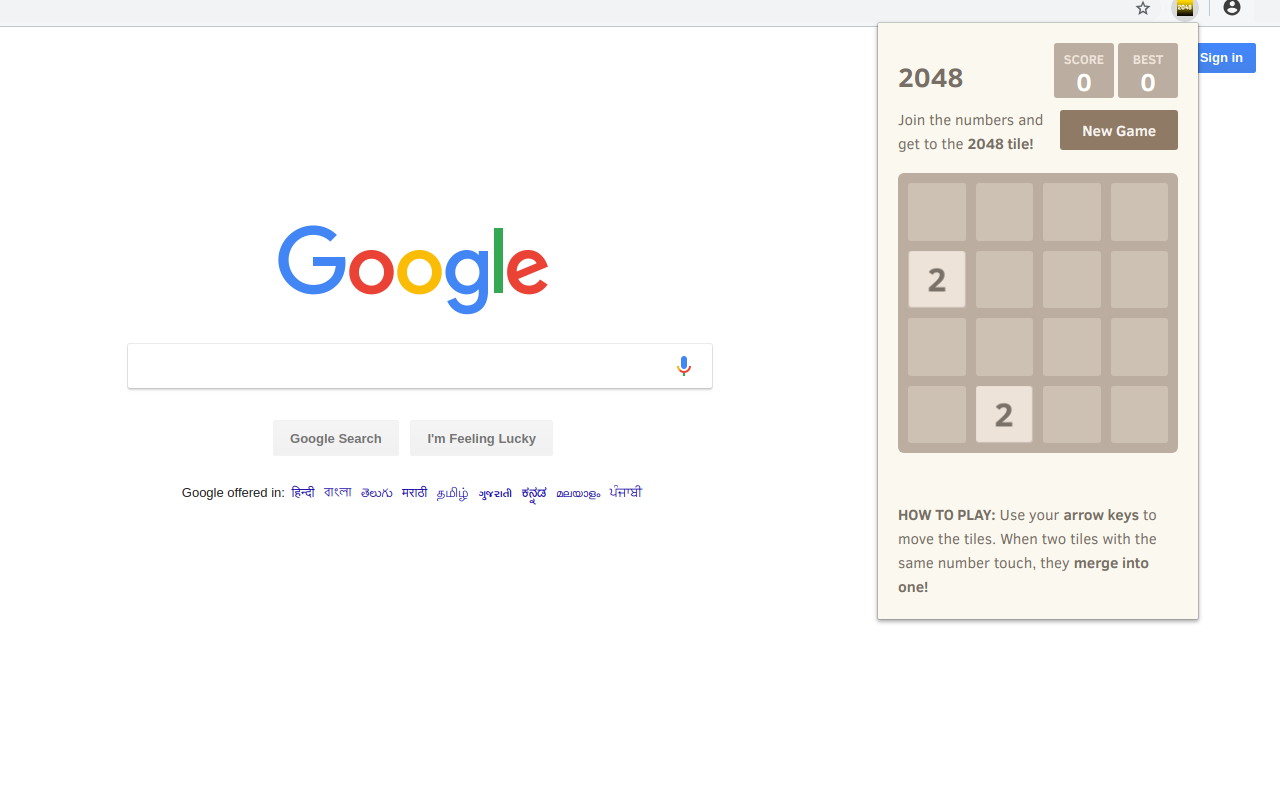 2048
Sign in
2048
SCORE
0
BEST
0
Join the numbers and
get to the 2048 tile!
New Game
2
2
HOW TO PLAY: Use your arrow keys to
move the tiles. When two tiles with the
same number touch, they merge into
one!
Google
Google Search
I'm Feeling Lucky
Google offered in: हिन्दी বাংলা తెలుగు मराठी தமிழ் ગુજરાતી ಕನ್ನಡ മലയാളം ਪੰਜਾਬੀ